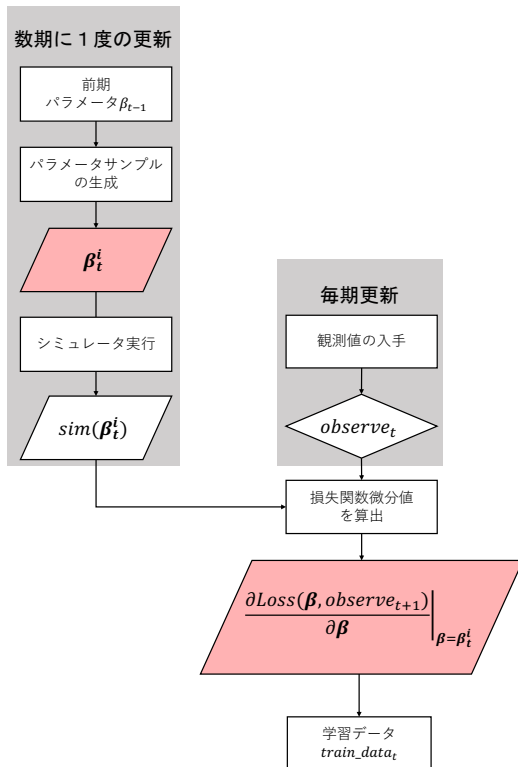 数期に１度の更新
前期
パラメータβ_{t−1}
パラメータサンプル
の生成
β_t^i
シミュレータ実行
sim(β_t^i)
毎期更新
観測値の入手
observe_t
損失関数微分値
を算出
∂Loss(β, observe_{t+1})
∂β
β=β_t^i
学習データ
train_data_t